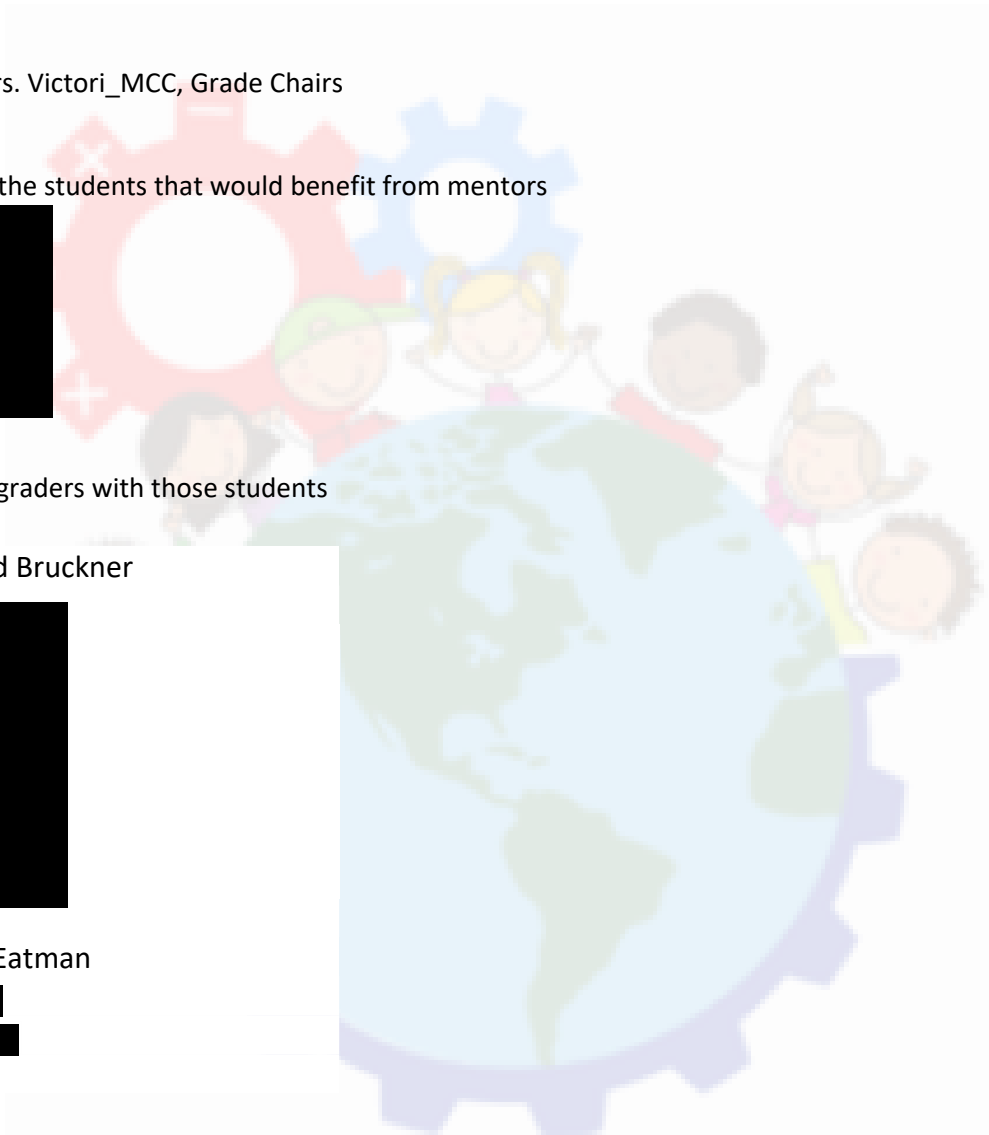 rs. Victori_MCC, Grade Chairs
the students that would benefit from mentors
graders with those students
d Bruckner
Eatman